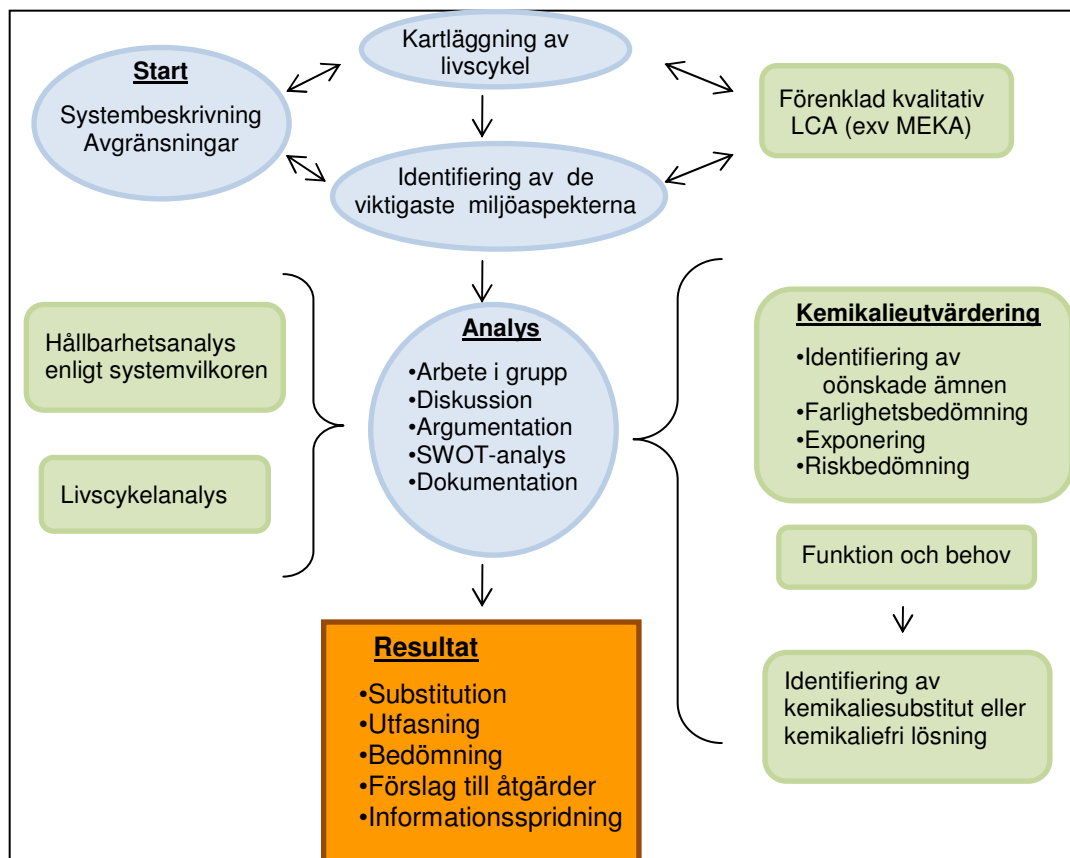 Kartläggning av
livscykel
Start
Systembeskrivning
Avgränsningar
Förenklad kvalitativ
LCA (exv MEKA)
Identifiering av de
viktigaste miljöaspekterna
Hållbarhetsanalys
enligt systemvilkoren
Livscykelanalys
Analys
•Arbete i grupp
•Diskussion
•Argumentation
•SWOT-analys
•Dokumentation
Kemikalieutvärdering
•Identifiering av
oönskade ämnen
•Farlighetsbedömning
•Exponering
•Riskbedömning
Funktion och behov
Identifiering av
kemikaliesubstitut eller
kemikaliefri lösning
Resultat
•Substitution
•Utfasning
•Bedömning
•Förslag till åtgärder
•Informationsspridning